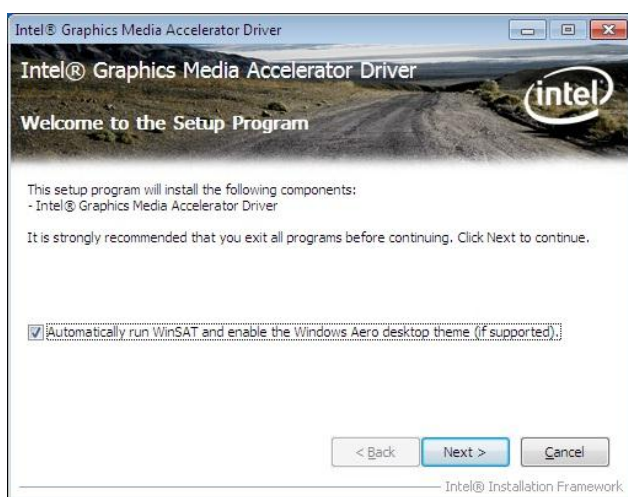 Intel® Graphics Media Accelerator Driver
Intel® Graphics Media Accelerator Driver
intel
Welcome to the Setup Program
This setup program will install the following components:
- Intel® Graphics Media Accelerator Driver
It is strongly recommended that you exit all programs before continuing. Click Next to continue.
Automatically run WinSAT and enable the Windows Aero desktop theme (if supported).
< Back Next > Cancel
Intel® Installation Framework